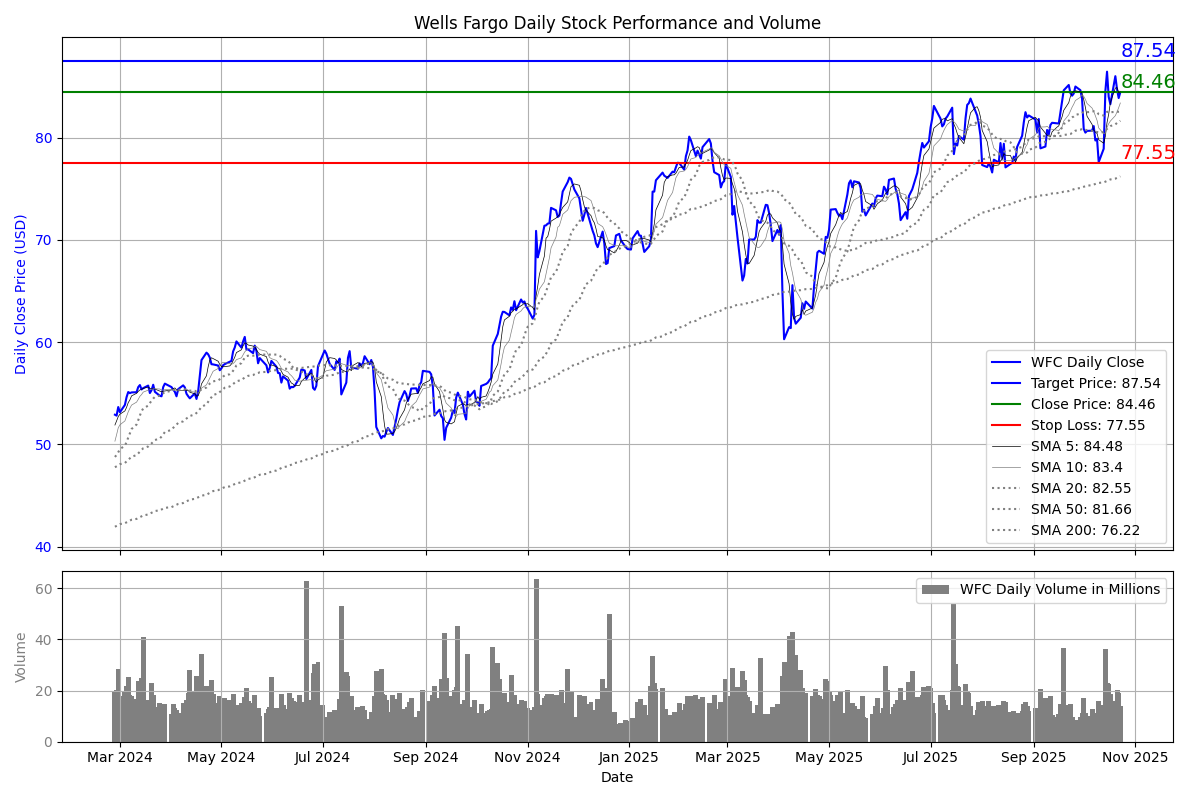 Wells Fargo Daily Stock Performance and Volume
87.54
84.46
77.55
80
70
60
50
40
Daily Close Price (USD)
WFC Daily Close
Target Price: 87.54
Close Price: 84.46
Stop Loss: 77.55
SMA 5: 84.48
SMA 10: 83.4
SMA 20: 82.55
SMA 50: 81.66
SMA 200: 76.22
60
40
20
0
Volume
WFC Daily Volume in Millions
Mar 2024 May 2024 Jul 2024 Sep 2024 Nov 2024 Jan 2025 Mar 2025 May 2025 Jul 2025 Sep 2025 Nov 2025
Date